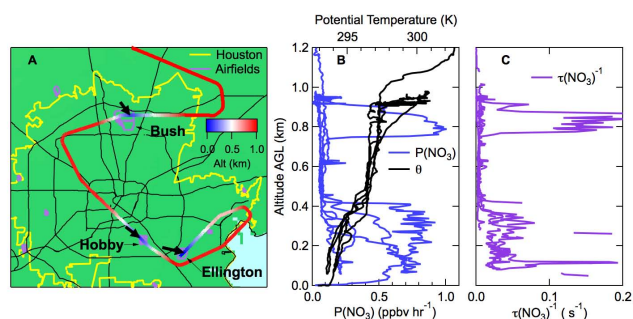 Potential Temperature (K)
295 300
A
Houston
Airfields
Bush
0.0 0.5 1.0
Alt (km)
Hobby
Ellington
B
P(NO₃)
θ
Altitude AGL (km)
1.2
1.0
0.8
0.6
0.4
0.2
0.0
0.0 0.5 1.0
P(NO₃) (ppbv hr⁻¹)
C
τ(NO₃)⁻¹
0.0 0.1 0.2
τ(NO₃)⁻¹ ( s⁻¹)